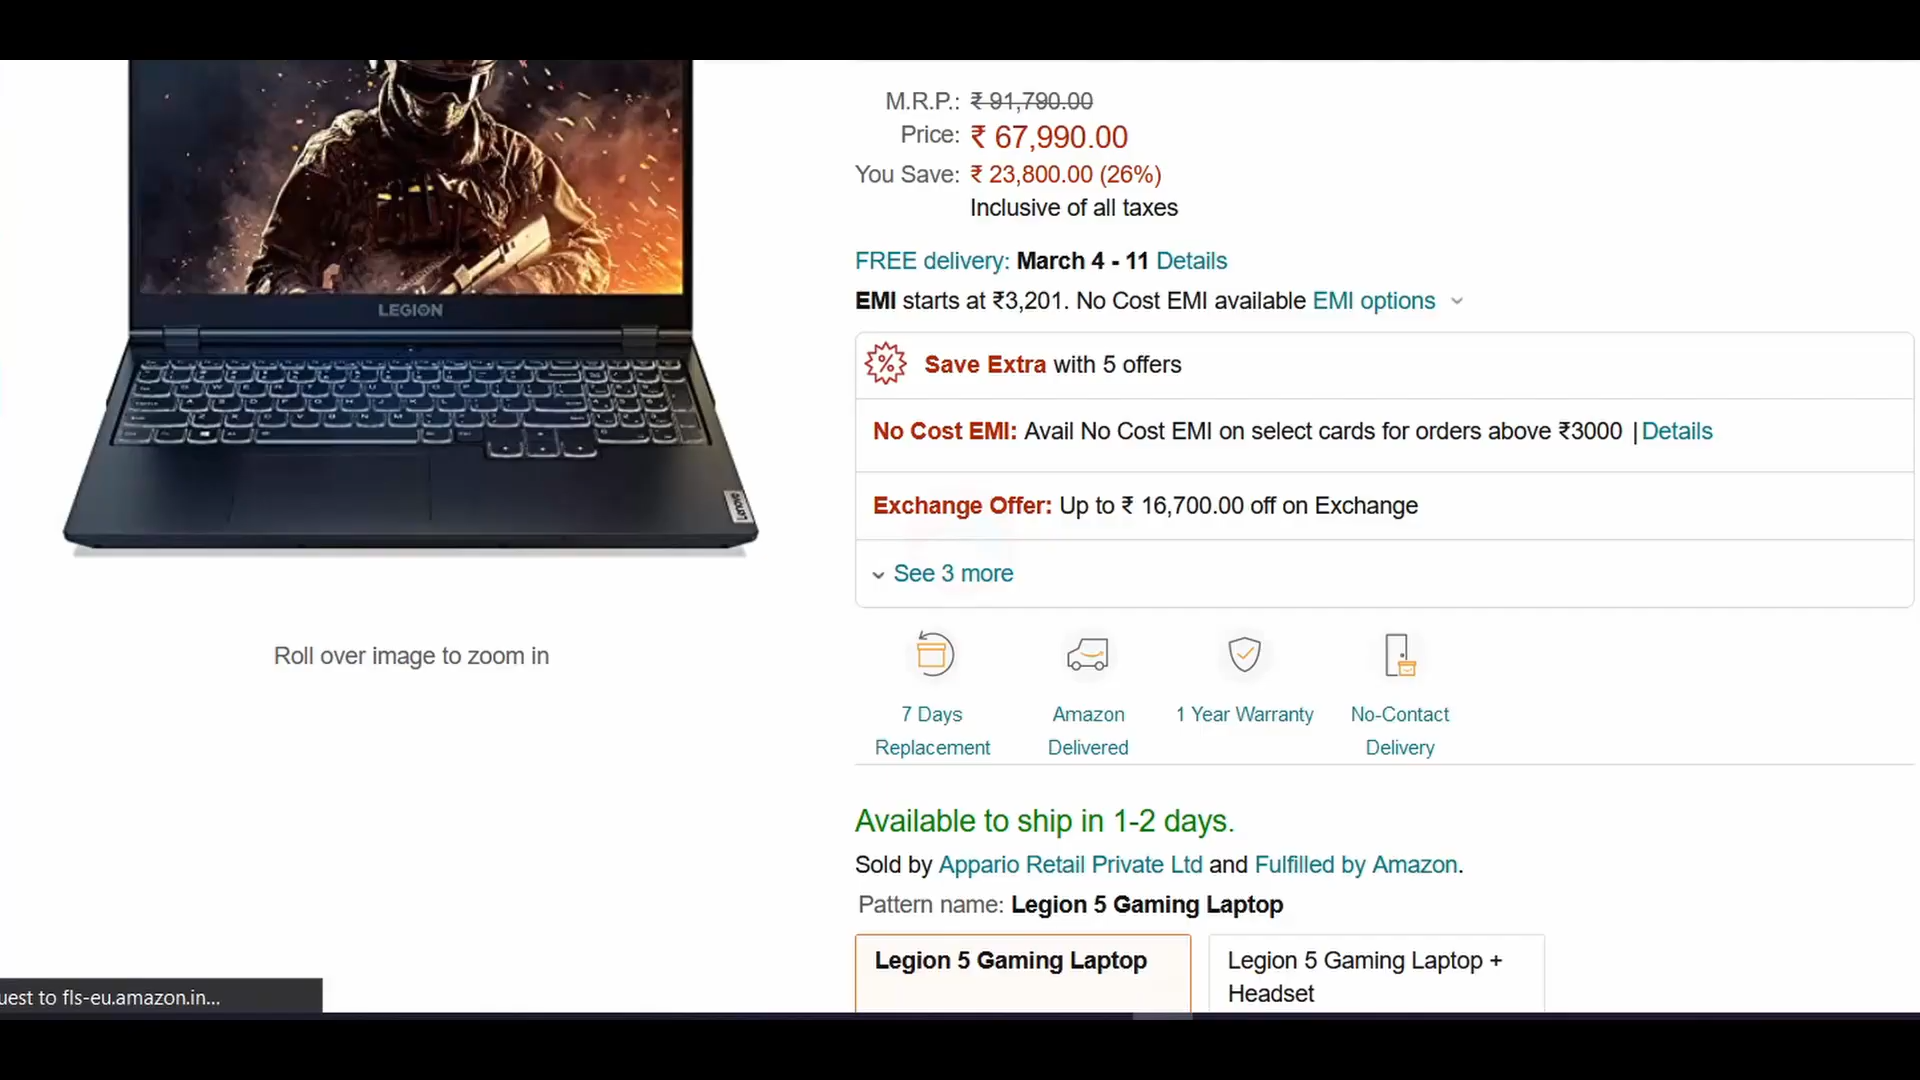 M.R.P.: ₹ 91,790.00
Price: ₹ 67,990.00
You Save: ₹ 23,800.00 (26%)
Inclusive of all taxes
FREE delivery: March 4 - 11 Details
EMI starts at ₹3,201. No Cost EMI available EMI options
LEGION
Save Extra with 5 offers
No Cost EMI: Avail No Cost EMI on select cards for orders above ₹3000 | Details
Lenovo
Exchange Offer: Up to ₹ 16,700.00 off on Exchange
See 3 more
Roll over image to zoom in
7 Days Replacement
Amazon Delivered
1 Year Warranty
No-Contact Delivery
Available to ship in 1-2 days.
Sold by Appario Retail Private Ltd and Fulfilled by Amazon.
Pattern name: Legion 5 Gaming Laptop
Legion 5 Gaming Laptop
Legion 5 Gaming Laptop +
Headset
to fls-eu.amazon.in...